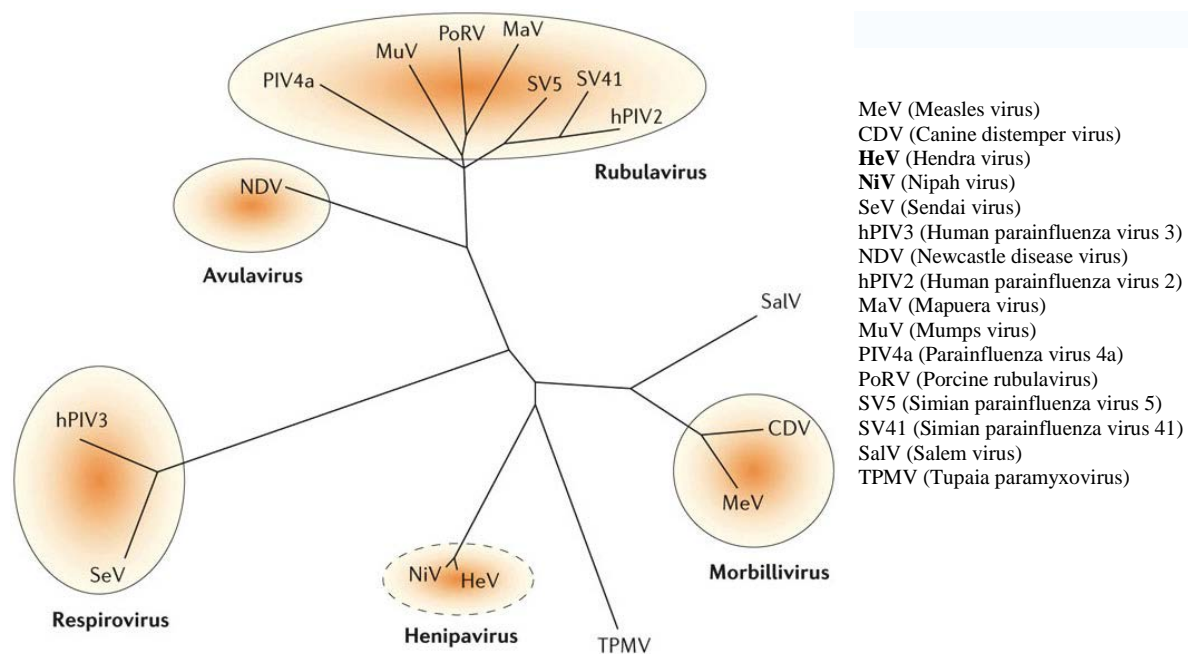 PoRV
MaV
MuV
PIV4a
SV5
SV41
hPIV2
Rubulavirus
NDV
Avulavirus
SalV
hPIV3
SeV
Respirovirus
CDV
MeV
Morbillivirus
NiV
HeV
Henipavirus
TPMV
MeV (Measles virus)
CDV (Canine distemper virus)
HeV (Hendra virus)
NiV (Nipah virus)
SeV (Sendai virus)
hPIV3 (Human parainfluenza virus 3)
NDV (Newcastle disease virus)
hPIV2 (Human parainfluenza virus 2)
MaV (Mapuera virus)
MuV (Mumps virus)
PIV4a (Parainfluenza virus 4a)
PoRV (Porcine rubulavirus)
SV5 (Simian parainfluenza virus 5)
SV41 (Simian parainfluenza virus 41)
SalV (Salem virus)
TPMV (Tupaia paramyxovirus)